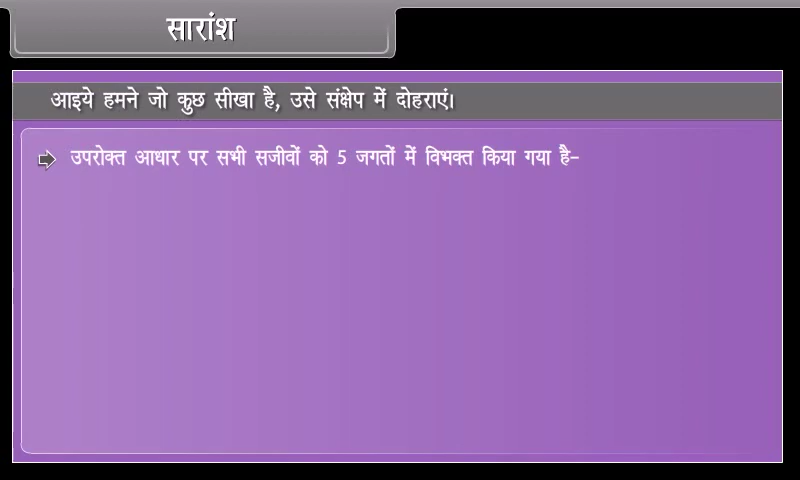 सारांश
आइये हमने जो कुछ सीखा है, उसे संक्षेप में दोहराएं।
उपरोक्त आधार पर सभी सजीवों को 5 जगतों में विभक्त किया गया है-